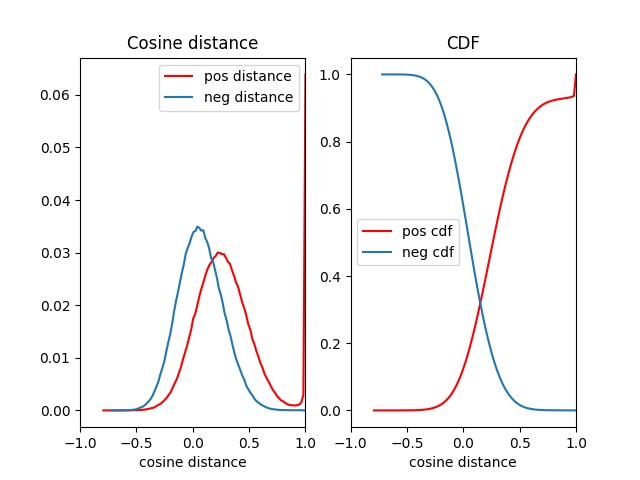 Cosine distance
pos distance
neg distance
0.06
0.05
0.04
0.03
0.02
0.01
0.00
−1.0 −0.5 0.0 0.5 1.0
cosine distance
CDF
1.0
0.8
0.6
pos cdf
neg cdf
0.4
0.2
0.0
−1.0 −0.5 0.0 0.5 1.0
cosine distance